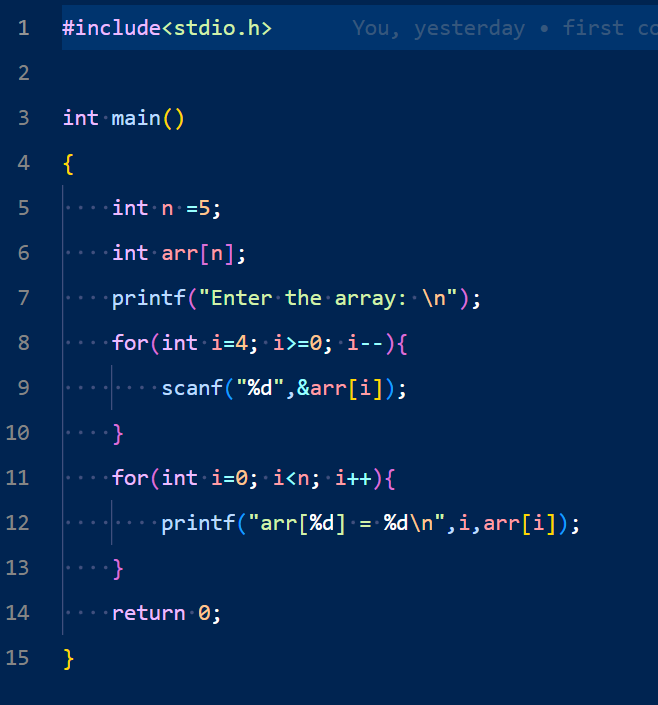 1 #include<stdio.h> You, yesterday • first
2
3 int main()
4 {
5 int n =5;
6 int arr[n];
7 printf("Enter the array: \n");
8 for(int i=4; i>=0; i--){
9 scanf("%d",&arr[i]);
10 }
11 for(int i=0; i<n; i++){
12 printf("arr[%d] = %d\n",i,arr[i]);
13 }
14 return 0;
15 }